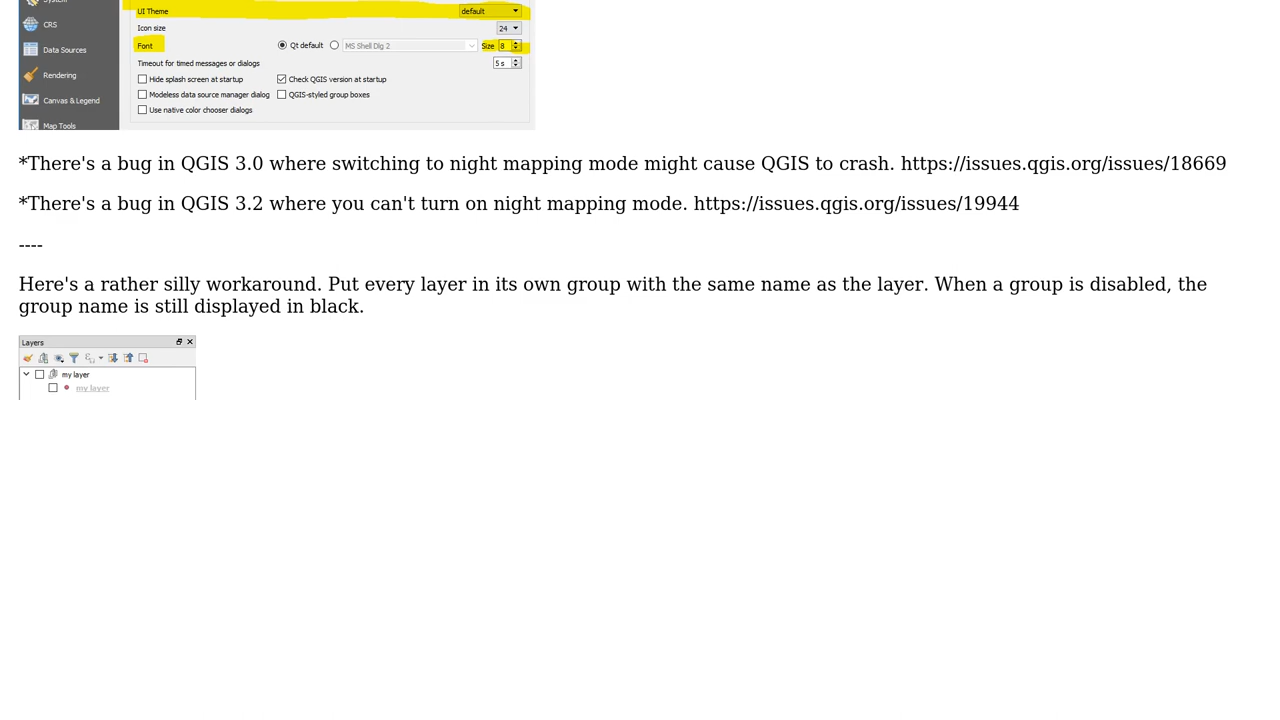 System
UI Theme default
CRS
Icon size 24
Font Qt default MS Shell Dlg 2 Size 8
Data Sources
Timeout for timed messages or dialogs 5 s
Rendering
Hide splash screen at startup Check QGIS version at startup
Modeless data source manager dialog QGIS-styled group boxes
Canvas & Legend
Use native color chooser dialogs
Map Tools
*There's a bug in QGIS 3.0 where switching to night mapping mode might cause QGIS to crash. https://issues.qgis.org/issues/18669
*There's a bug in QGIS 3.2 where you can't turn on night mapping mode. https://issues.qgis.org/issues/19944
----
Here's a rather silly workaround. Put every layer in its own group with the same name as the layer. When a group is disabled, the
group name is still displayed in black.
Layers
my layer
my layer